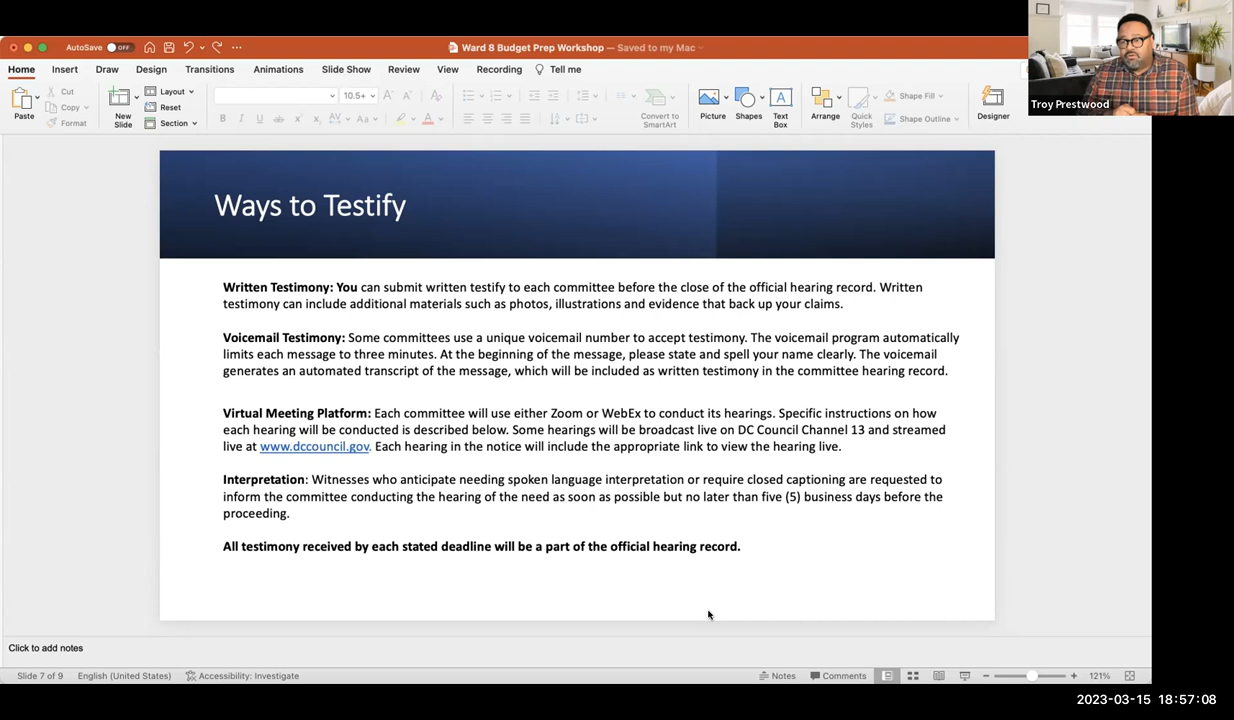 AutoSave OFF
Ward 8 Budget Prep Workshop — Saved to my Mac
Home Insert Draw Design Transitions Animations Slide Show Review View Recording Tell me
Paste
Cut
Copy
Format
New Slide
Layout
Reset
Section
10.5+
Convert to SmartArt
Picture
Shapes
Text Box
Arrange
Quick Styles
Shape Fill
Shape Outline
Designer
Troy Prestwood
Ways to Testify
Written Testimony: You can submit written testify to each committee before the close of the official hearing record. Written
testimony can include additional materials such as photos, illustrations and evidence that back up your claims.
Voicemail Testimony: Some committees use a unique voicemail number to accept testimony. The voicemail program automatically
limits each message to three minutes. At the beginning of the message, please state and spell your name clearly. The voicemail
generates an automated transcript of the message, which will be included as written testimony in the committee hearing record.
Virtual Meeting Platform: Each committee will use either Zoom or WebEx to conduct its hearings. Specific instructions on how
each hearing will be conducted is described below. Some hearings will be broadcast live on DC Council Channel 13 and streamed
live at www.dccouncil.gov. Each hearing in the notice will include the appropriate link to view the hearing live.
Interpretation: Witnesses who anticipate needing spoken language interpretation or require closed captioning are requested to
inform the committee conducting the hearing of the need as soon as possible but no later than five (5) business days before the
proceeding.
All testimony received by each stated deadline will be a part of the official hearing record.
Click to add notes
Slide 7 of 9 English (United States) Accessibility: Investigate Notes Comments 121%
2023-03-15 18:57:08